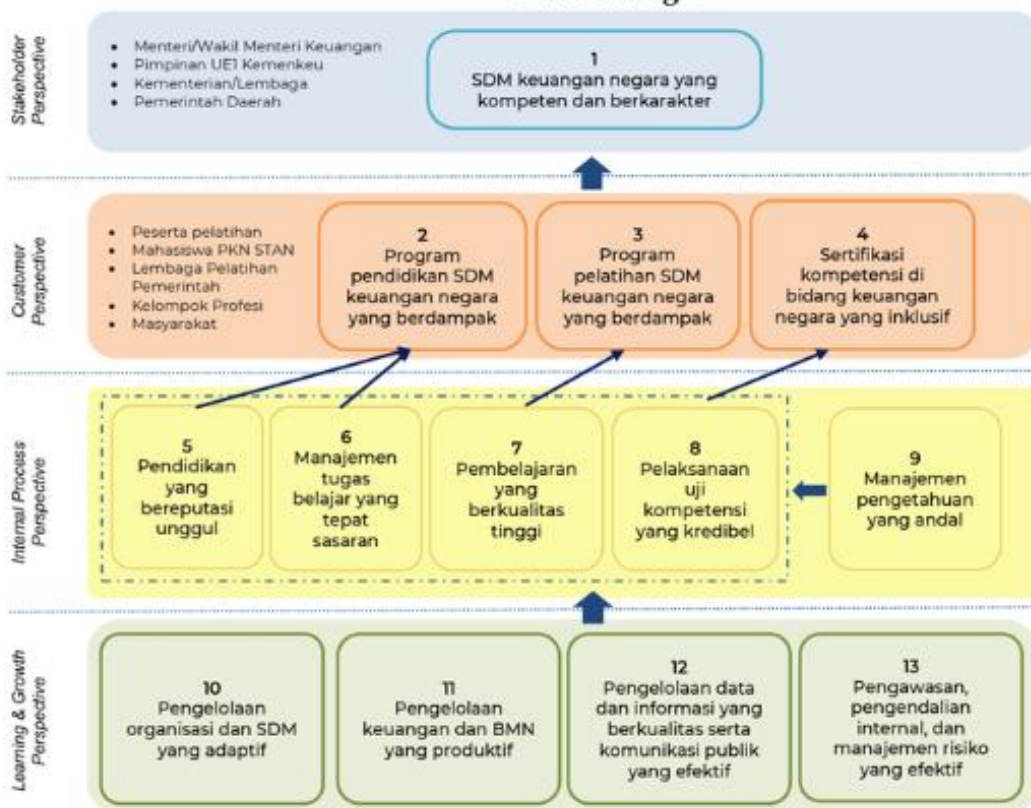 Stakeholder
Perspective
• Menteri/Wakil Menteri Keuangan
• Pimpinan UE1 Kemenkeu
• Kementerian/Lembaga
• Pemerintah Daerah
1
SDM keuangan negara yang
kompeten dan berkarakter
Customer
Perspective
• Peserta pelatihan
• Mahasiswa PKN STAN
• Lembaga Pelatihan
Pemerintah
• Kelompok Profesi
• Masyarakat
2
Program
pendidikan SDM
keuangan negara
yang berdampak
3
Program
pelatihan SDM
keuangan negara
yang berdampak
4
Sertifikasi
kompetensi di
bidang keuangan
negara yang inklusif
Internal Process
Perspective
5
Pendidikan
yang
bereputasi
unggul
6
Manajemen
tugas
belajar yang
tepat
sasaran
7
Pembelajaran
yang
berkualitas
tinggi
8
Pelaksanaan
uji
kompetensi
yang kredibel
9
Manajemen
pengetahuan
yang andal
Learning & Growth
Perspective
10
Pengelolaan
organisasi dan SDM
yang adaptif
11
Pengelolaan
keuangan dan BMN
yang produktif
12
Pengelolaan data
dan informasi yang
berkualitas serta
komunikasi publik
yang efektif
13
Pengawasan,
pengendalian
internal, dan
manajemen risiko
yang efektif